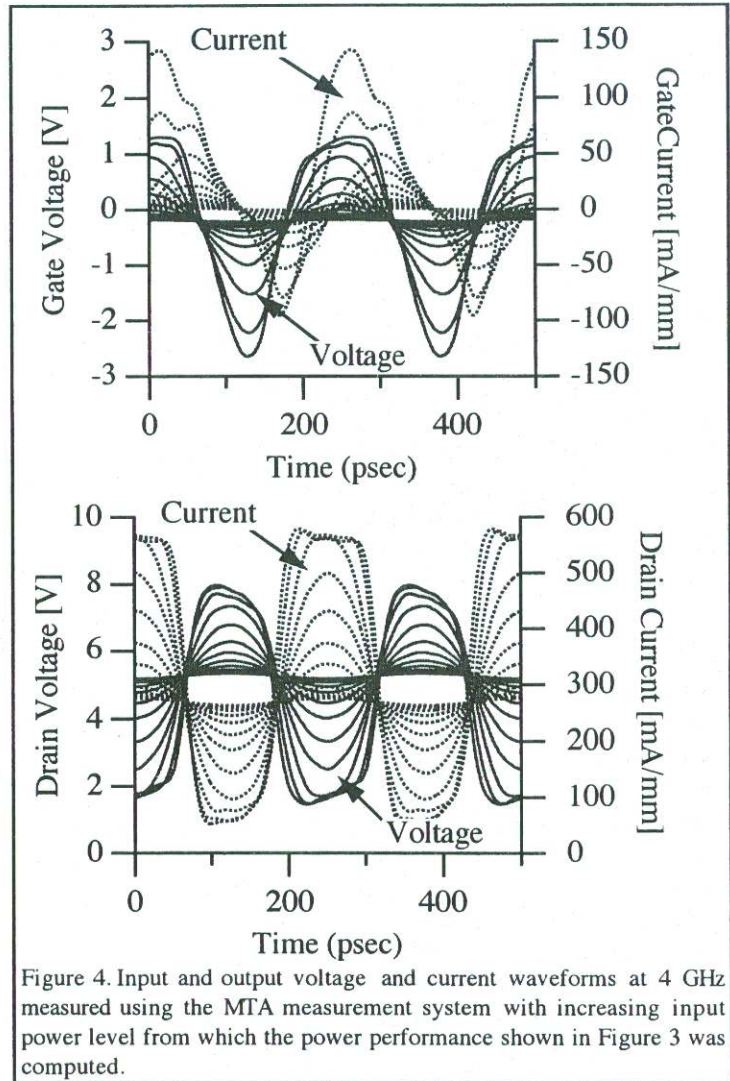 3
2
1
0
-1
-2
-3
Gate Voltage [V]
Current
Voltage
150
100
50
0
-50
-100
-150
GateCurrent [mA/mm]
0
200
400
Time (psec)
10
8
6
4
2
0
Drain Voltage [V]
Current
Voltage
600
500
400
300
200
100
0
Drain Current [mA/mm]
0
200
400
Time (psec)
Figure 4. Input and output voltage and current waveforms at 4 GHz
measured using the MTA measurement system with increasing input
power level from which the power performance shown in Figure 3 was
computed.